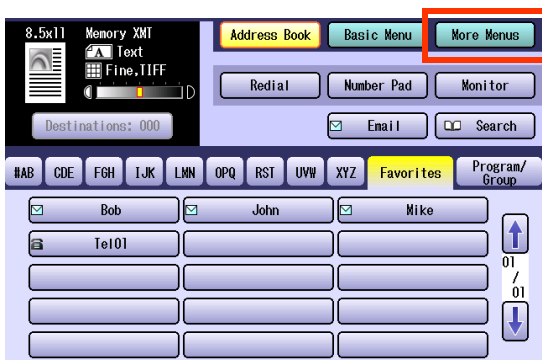 8.5x11 Memory XMT Address Book Basic Menu More Menus
A Text
Fine,TIFF
D Redial Number Pad Monitor
Destinations: 000 Email Search
#AB CDE FGH IJK LMN OPQ RST UVW XYZ Favorites Program/
Group
Bob John Mike
Tel01
01
/
01